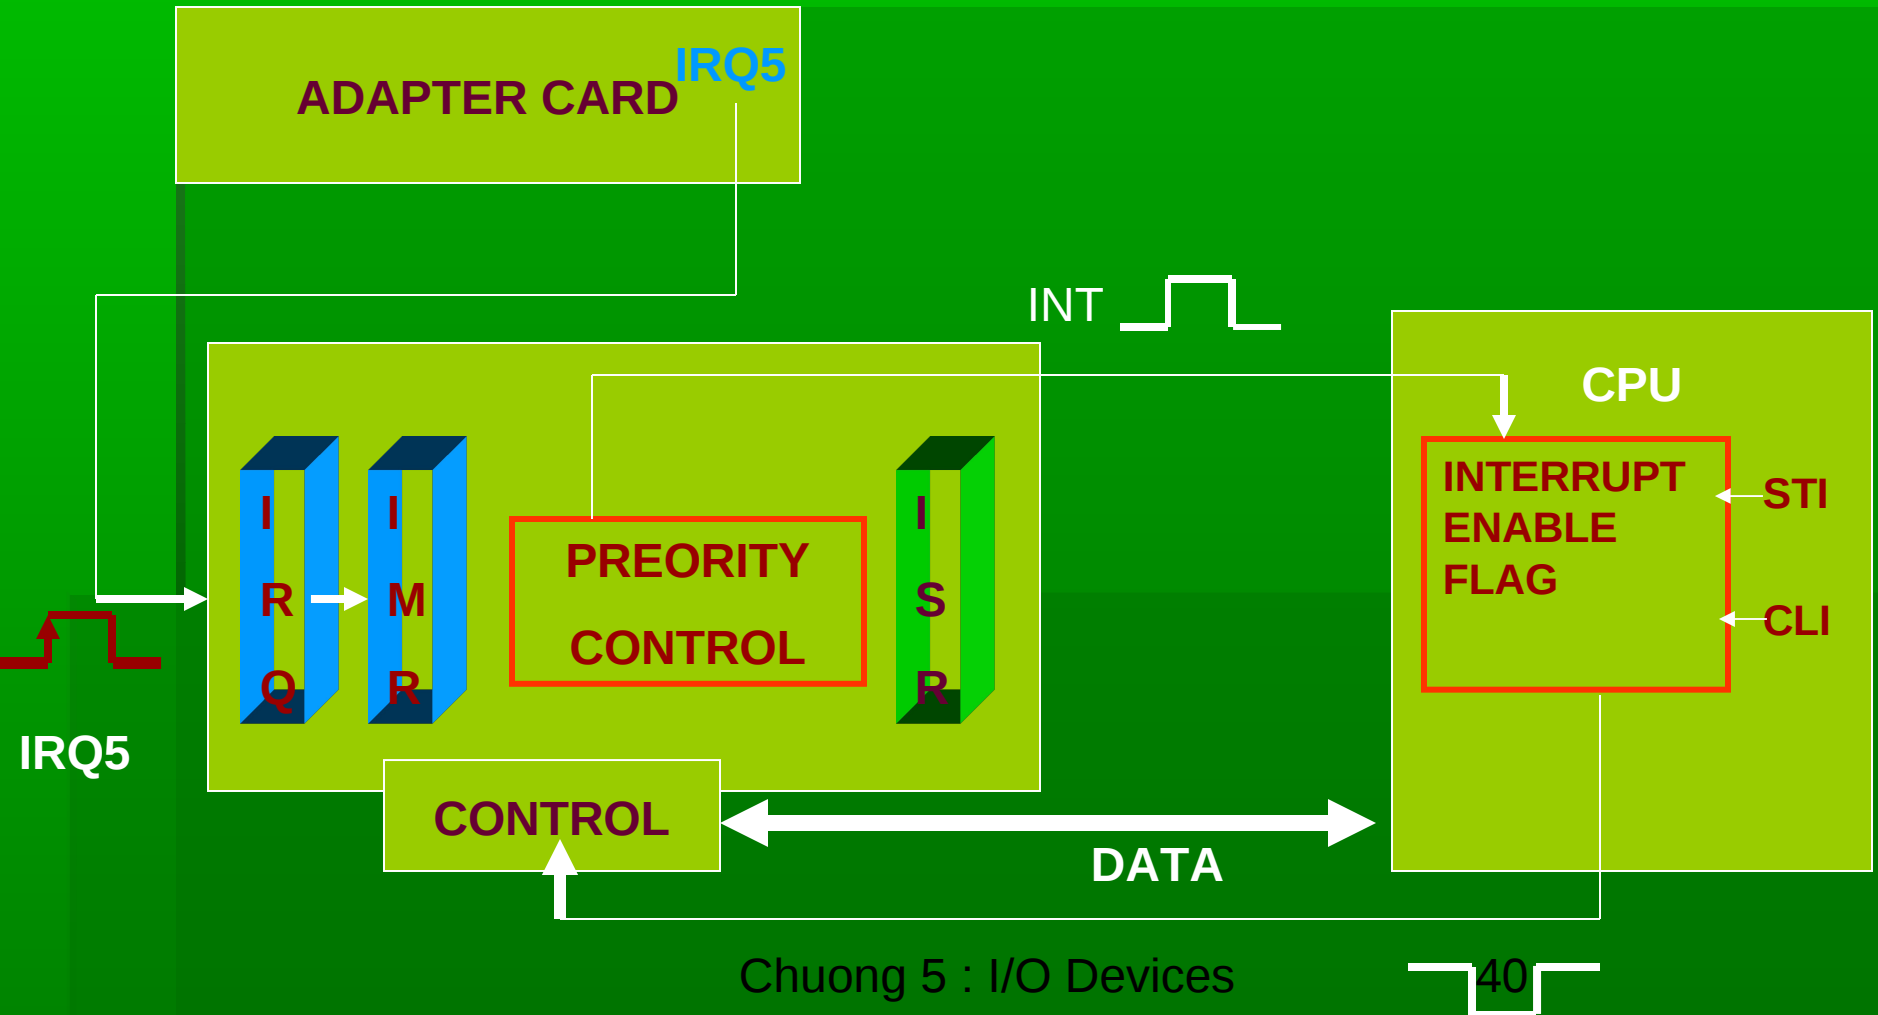 IRQ5
ADAPTER CARD
INT
CPU
I
R
Q
I
M
R
PREORITY
CONTROL
I
S
R
INTERRUPT
ENABLE
FLAG
STI
CLI
IRQ5
CONTROL
DATA
Chuong 5 : I/O Devices
40